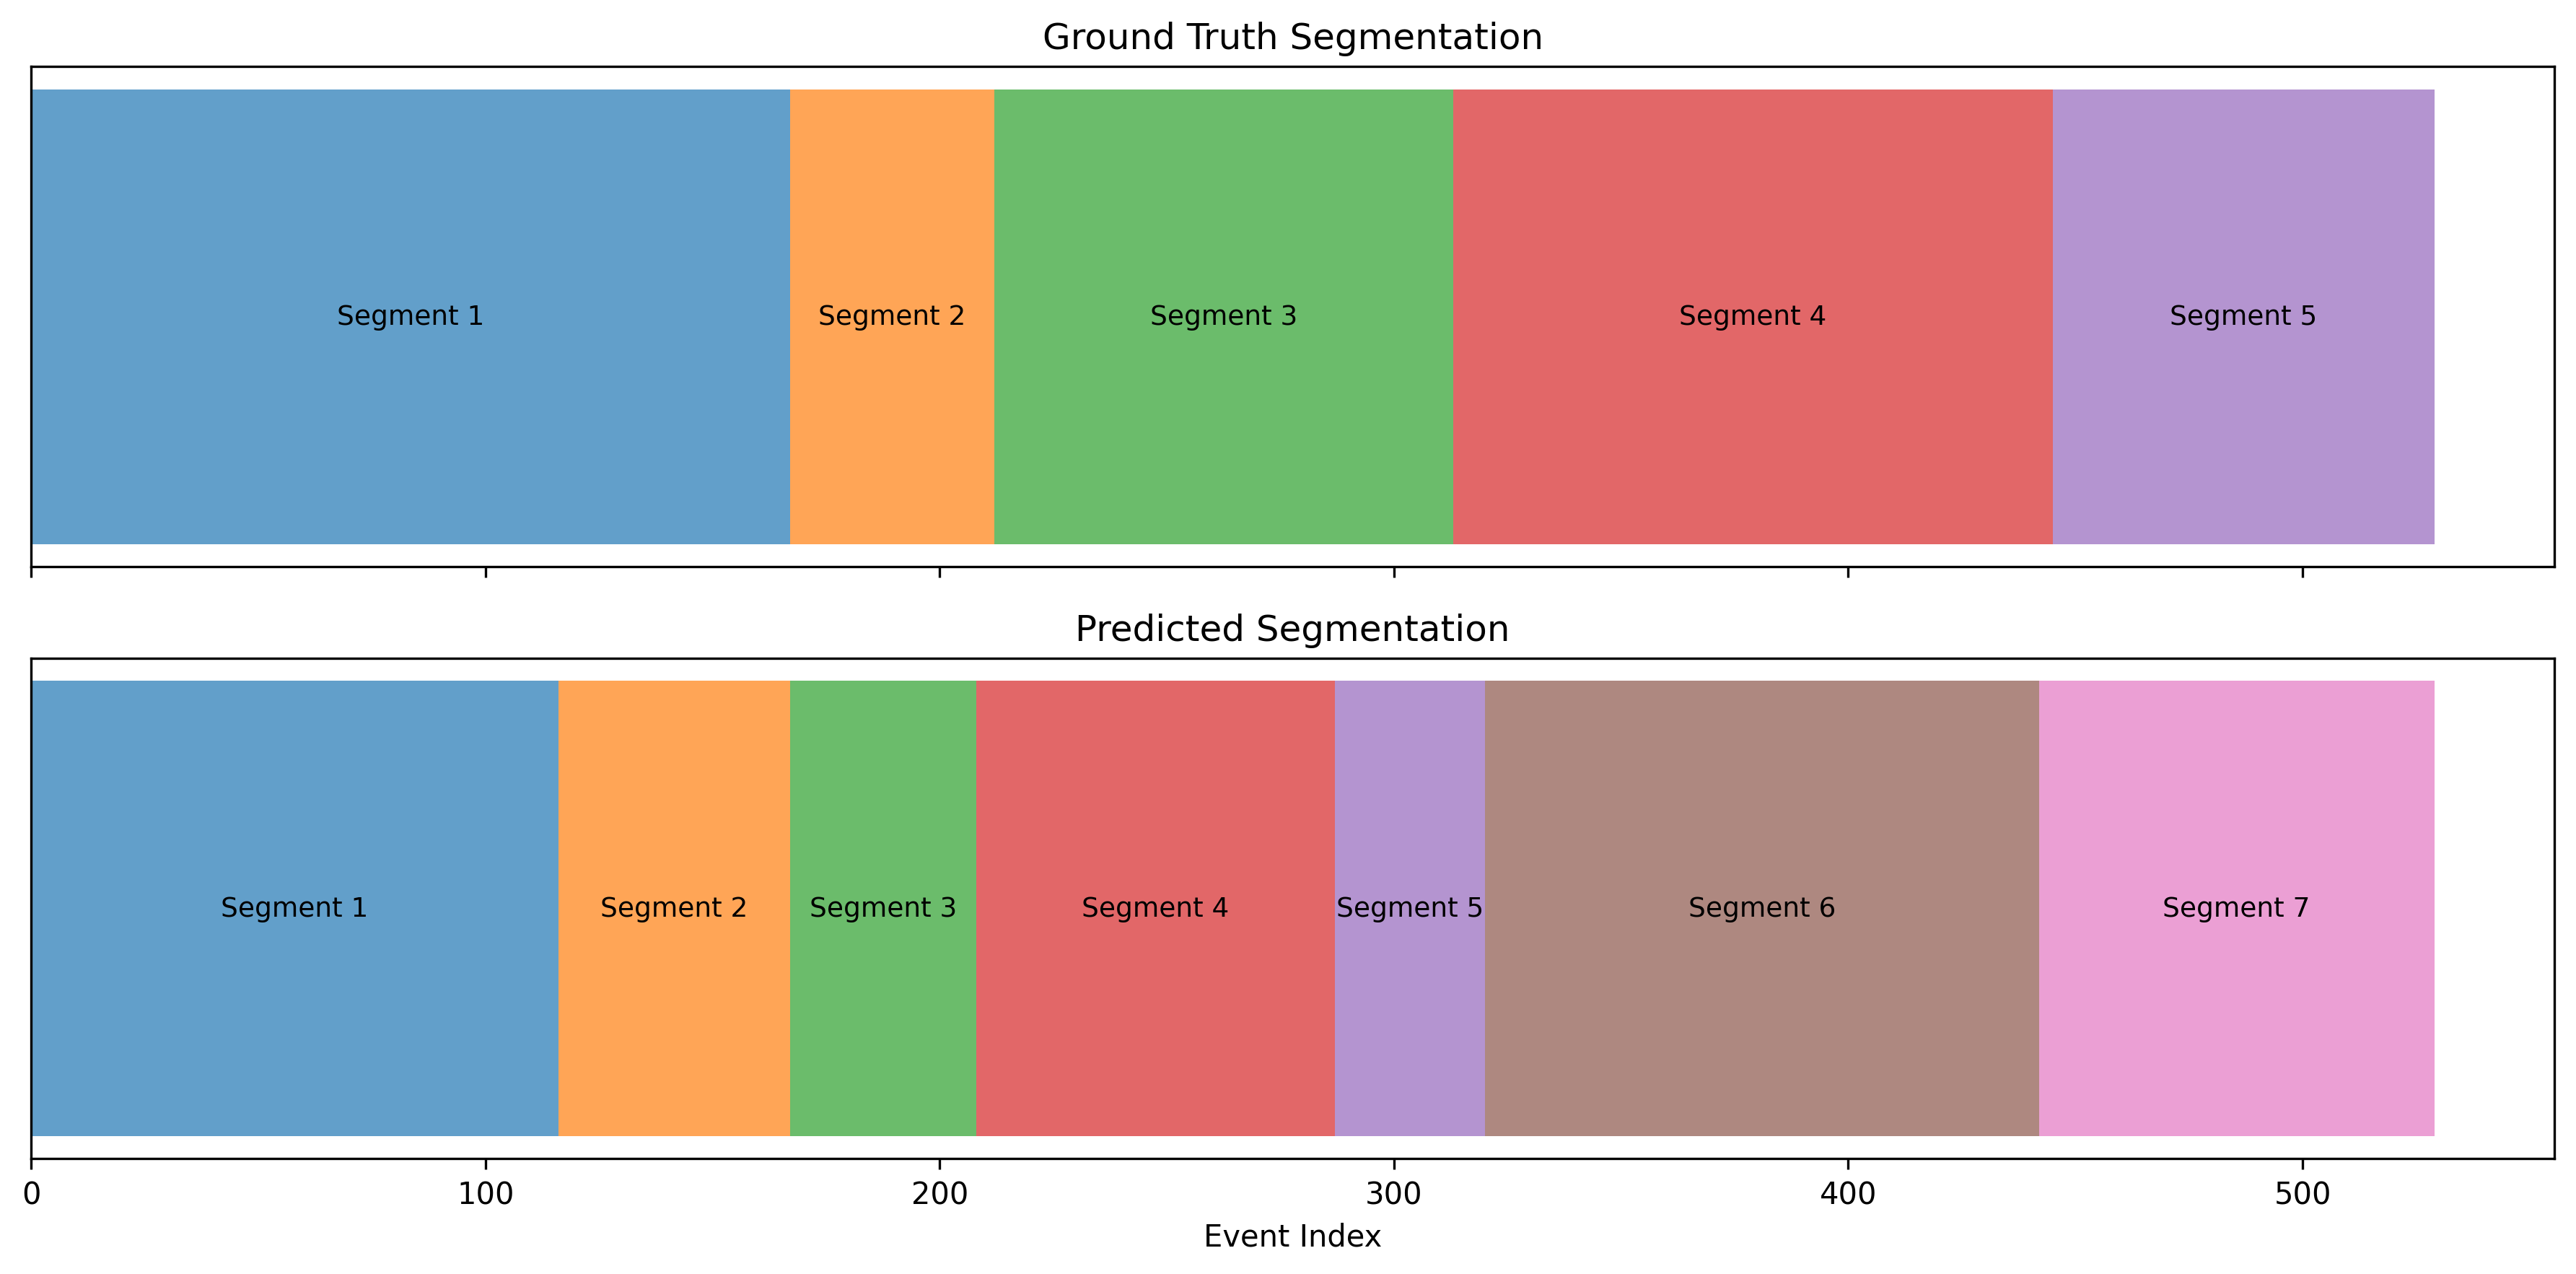 Ground Truth Segmentation
Segment 1 Segment 2 Segment 3 Segment 4 Segment 5
Predicted Segmentation
Segment 1 Segment 2 Segment 3 Segment 4 Segment 5 Segment 6 Segment 7
0 100 200 300 400 500
Event Index